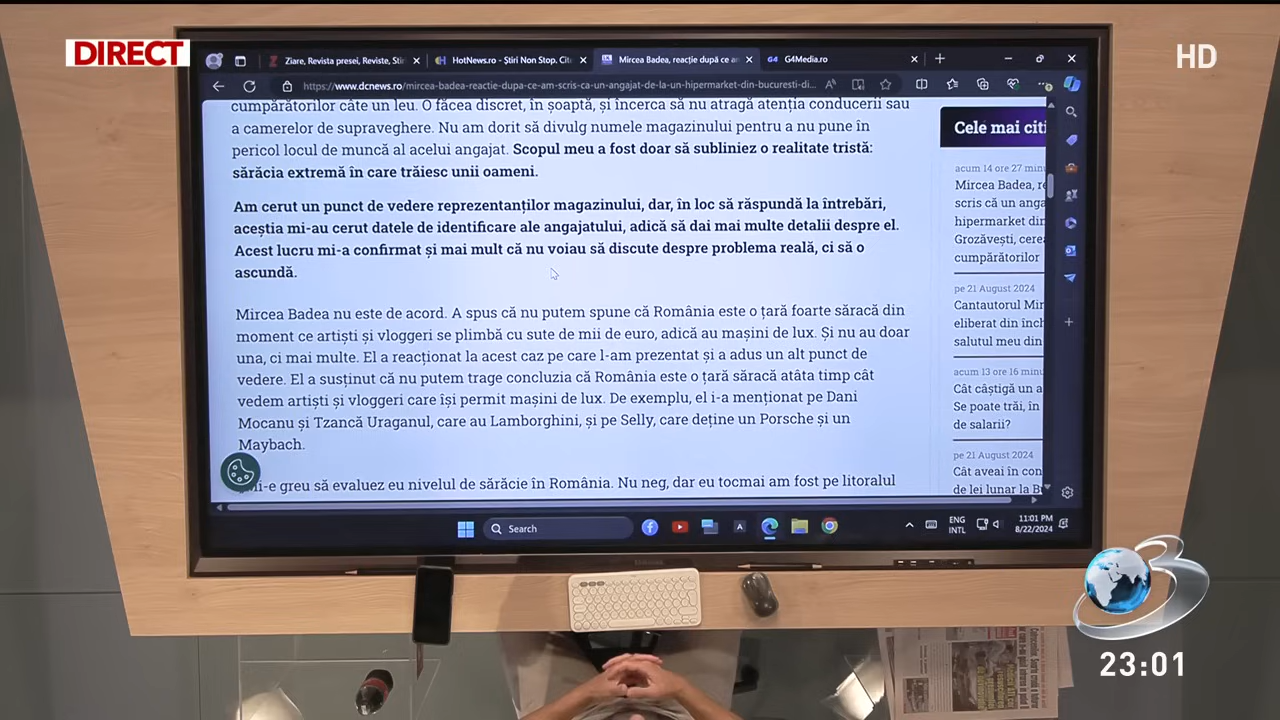 DIRECT
HD
Ziare, Revista presei, Reviste, Stiri
HotNews.ro - Știri Non Stop. Cit
Mircea Badea, reacție după ce am
G4Media.ro
https://www.dcnews.ro/mircea-badea-reactie-dupa-ce-am-scris-ca-un-angajat-de-la-un-hipermarket-din-bucuresti-di...
cumpărătorilor câte un leu. O făcea discret, în șoaptă, și încerca să nu atragă atenția conducerii sau
a camerelor de supraveghere. Nu am dorit să divulg numele magazinului pentru a nu pune în
pericol locul de muncă al acelui angajat. Scopul meu a fost doar să subliniez o realitate tristă:
sărăcia extremă în care trăiesc unii oameni.
Am cerut un punct de vedere reprezentanților magazinului, dar, în loc să răspundă la întrebări,
aceștia mi-au cerut datele de identificare ale angajatului, adică să dai mai multe detalii despre el.
Acest lucru mi-a confirmat și mai mult că nu voiau să discute despre problema reală, ci să o
ascundă.
Mircea Badea nu este de acord. A spus că nu putem spune că România este o țară foarte săracă din
moment ce artiști și vloggeri se plimbă cu sute de mii de euro, adică au mașini de lux. Și nu au doar
una, ci mai multe. El a reacționat la acest caz pe care l-am prezentat și a adus un alt punct de
vedere. El a susținut că nu putem trage concluzia că România este o țară săracă atâta timp cât
vedem artiști și vloggeri care își permit mașini de lux. De exemplu, el i-a menționat pe Dani
Mocanu și Tzancă Uraganul, care au Lamborghini, și pe Selly, care deține un Porsche și un
Maybach.
mi-e greu să evaluez eu nivelul de sărăcie în România. Nu neg, dar eu tocmai am fost pe litoralul
Cele mai citi
acum 14 ore 27 minu
Mircea Badea, re
scris că un anga
hipermarket din
Grozăvești, cerea
cumpărătorilor
pe 21 August 2024
Cantautorul Mir
eliberat din înch
salutul meu din
acum 13 ore 16 minu
Cât câștigă un a
Se poate trăi, în
de salarii?
pe 21 August 2024
Cât aveai în con
de lei lunar la B
Search
ENG
INTL
11:01 PM
8/22/2024
3
23:01